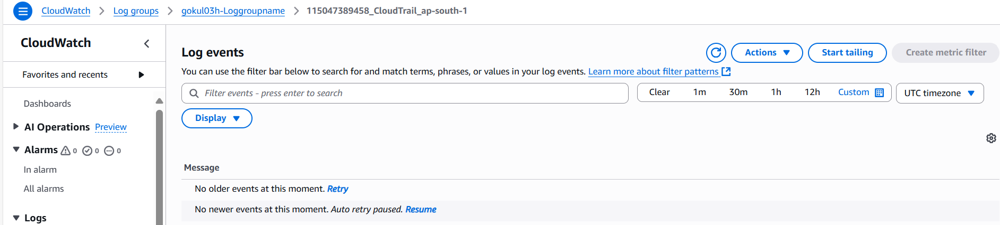 CloudWatch > Log groups > gokul03h-Loggroupname > 115047389458_CloudTrail_ap-south-1
CloudWatch
Favorites and recents
Dashboards
AI Operations Preview
Alarms 0 0 0
In alarm
All alarms
Logs
Log events
Actions
Start tailing
Create metric filter
You can use the filter bar below to search for and match terms, phrases, or values in your log events. Learn more about filter patterns
Filter events - press enter to search
Clear 1m 30m 1h 12h Custom
UTC timezone
Display
Message
No older events at this moment. Retry
No newer events at this moment. Auto retry paused. Resume